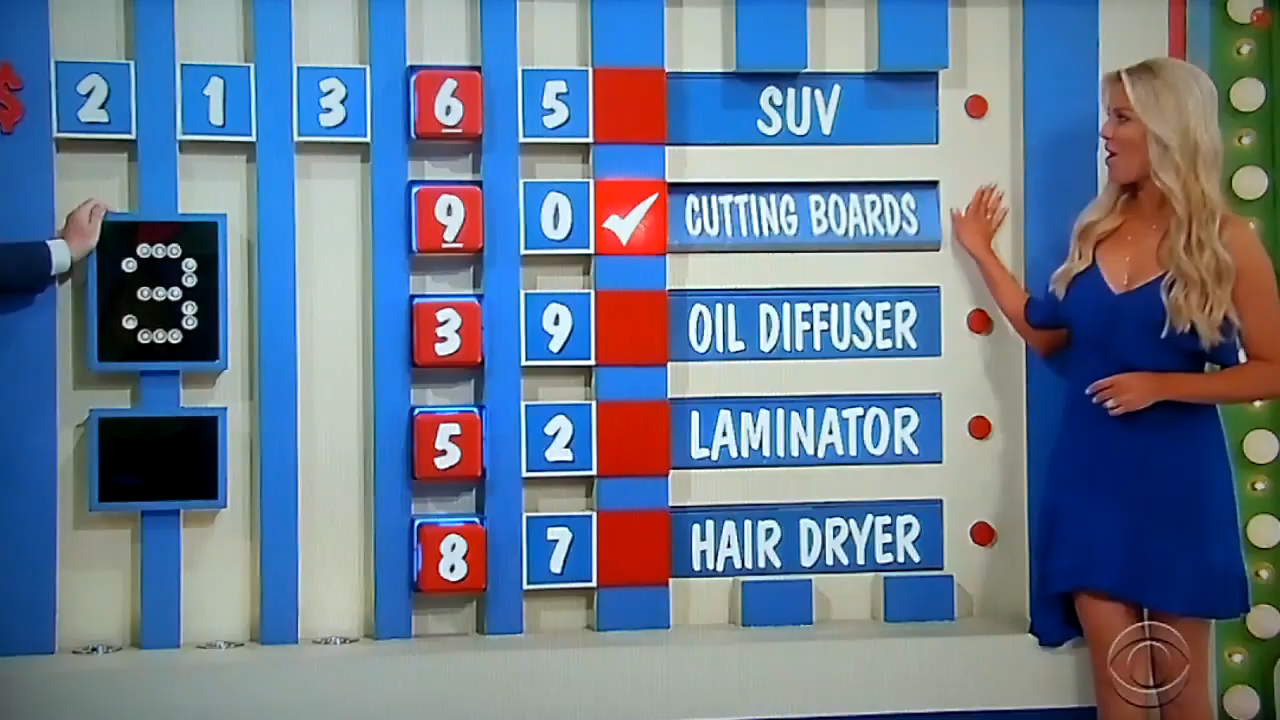 $ 2 1 3 6 5 SUV
9 0 CUTTING BOARDS
3
3 9 OIL DIFFUSER
5 2 LAMINATOR
8 7 HAIR DRYER